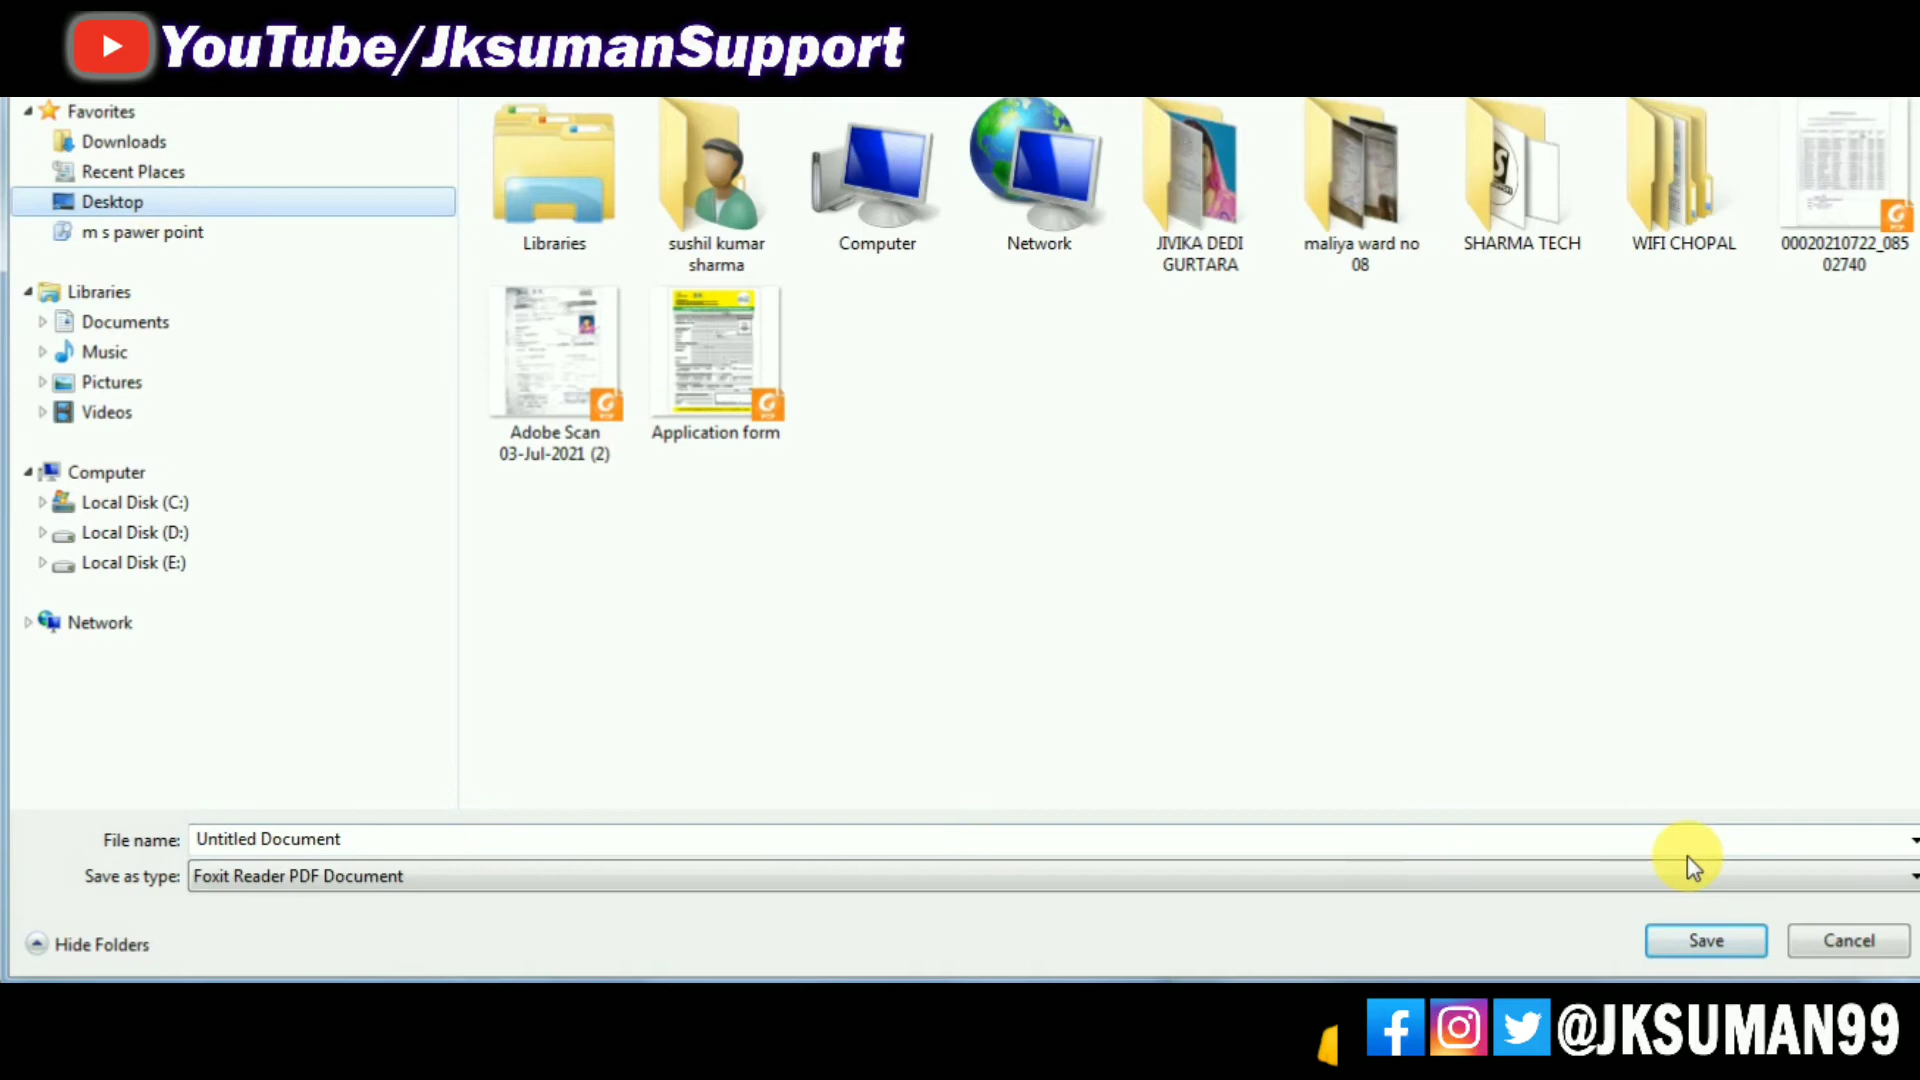 YouTube/JksumanSupport
Favorites
Downloads
Recent Places
Desktop
m s pawer point
Libraries
Documents
Music
Pictures
Videos
Computer
Local Disk (C:)
Local Disk (D:)
Local Disk (E:)
Network
Libraries
sushil kumar
sharma
Computer
Network
JIVIKA DEDI
GURTARA
maliya ward no
08
SHARMA TECH
WIFI CHOPAL
00020210722_085
02740
Adobe Scan
03-Jul-2021 (2)
Application form
File name: Untitled Document
Save as type: Foxit Reader PDF Document
Hide Folders
Save
Cancel
@JKSUMAN99